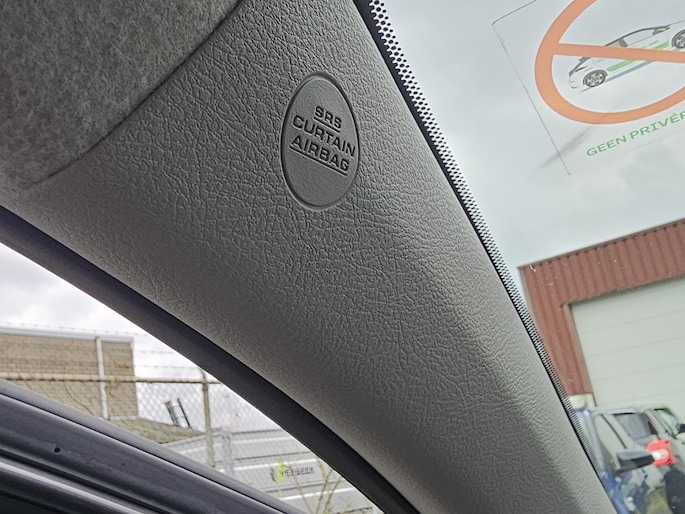 SRS
CURTAIN
AIRBAG
GEEN PRIVÉ